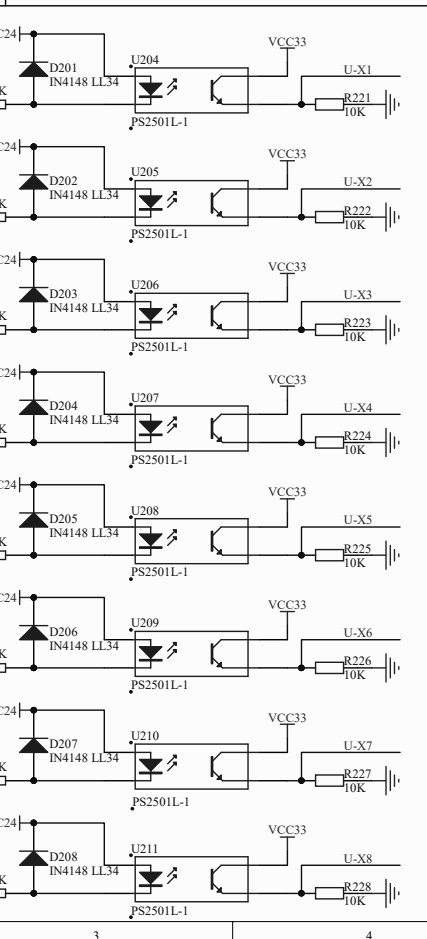 C24
D201
IN4148 LL34
K
U204
PS2501L-1
VCC33
U-X1
R221
10K
C24
D202
IN4148 LL34
K
U205
PS2501L-1
VCC33
U-X2
R222
10K
C24
D203
IN4148 LL34
K
U206
PS2501L-1
VCC33
U-X3
R223
10K
C24
D204
IN4148 LL34
K
U207
PS2501L-1
VCC33
U-X4
R224
10K
C24
D205
IN4148 LL34
K
U208
PS2501L-1
VCC33
U-X5
R225
10K
C24
D206
IN4148 LL34
K
U209
PS2501L-1
VCC33
U-X6
R226
10K
C24
D207
IN4148 LL34
K
U210
PS2501L-1
VCC33
U-X7
R227
10K
C24
D208
IN4148 LL34
K
U211
PS2501L-1
VCC33
U-X8
R228
10K
3
4